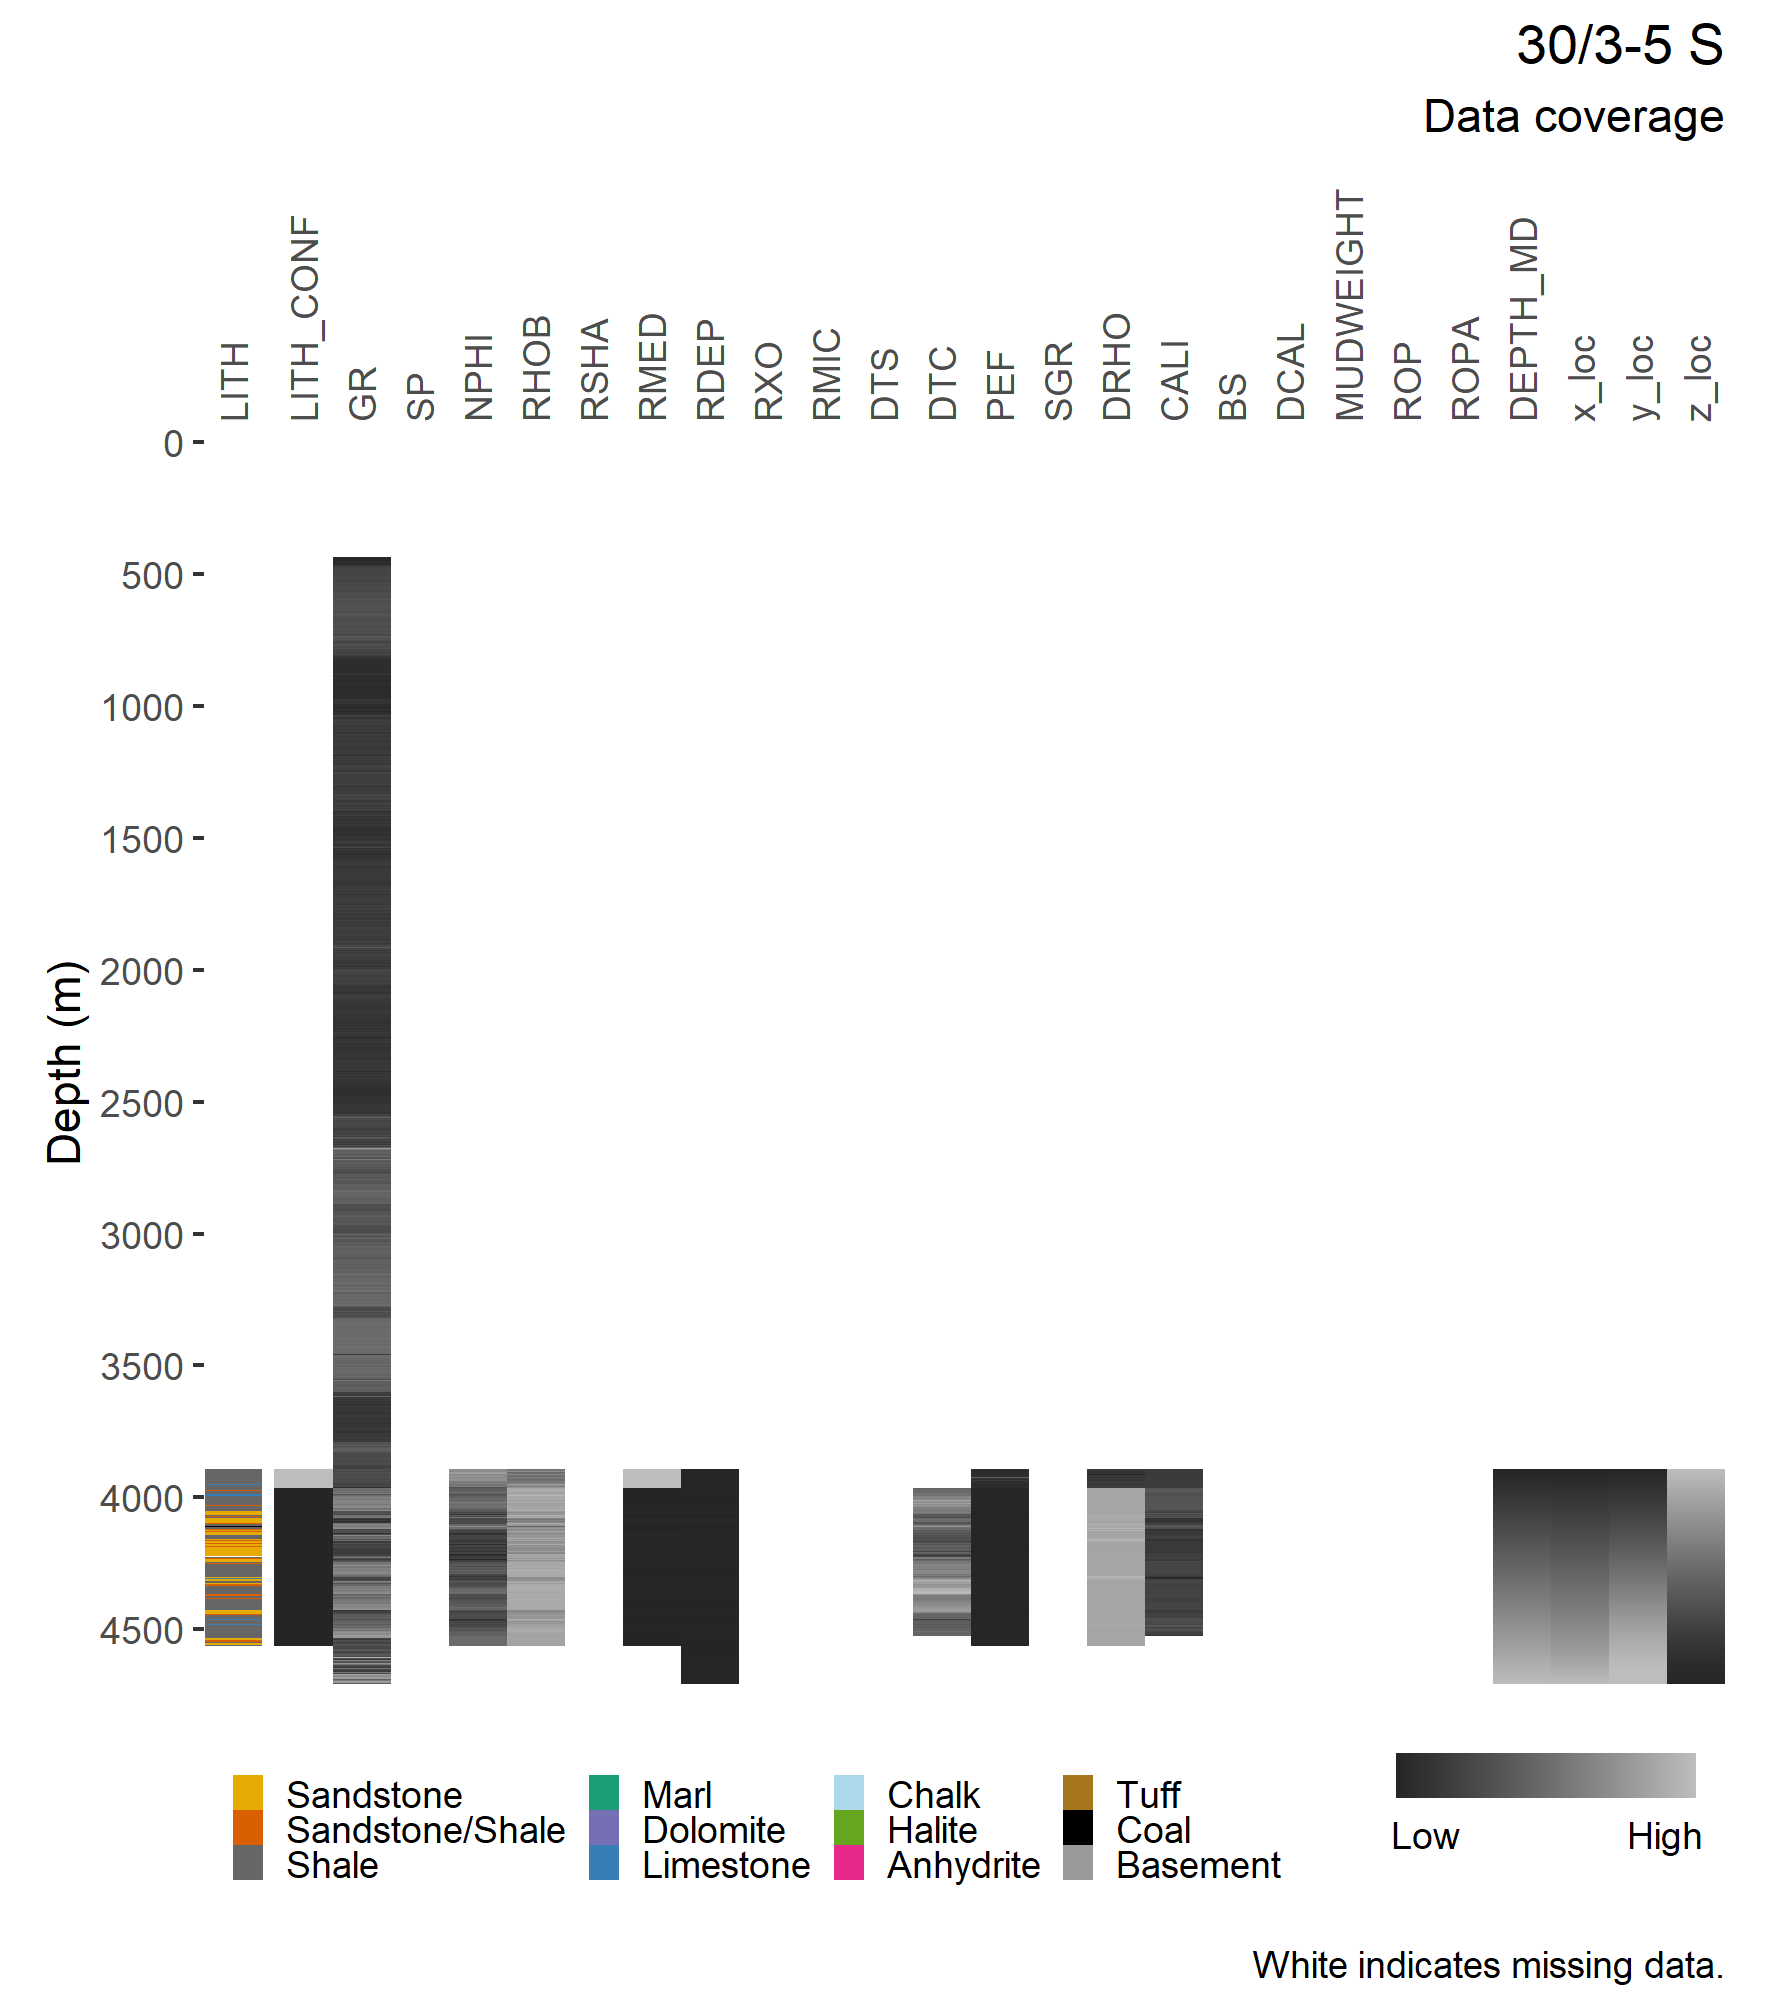 30/3-5 S
Data coverage
LITH
LITH_CONF
GR
SP
NPHI
RHOB
RSHA
RMED
RDEP
RXO
RMIC
DTS
DTC
PEF
SGR
DRHO
CALI
BS
DCAL
MUDWEIGHT
ROP
ROPA
DEPTH_MD
x_loc
y_loc
z_loc
Depth (m)
0
500
1000
1500
2000
2500
3000
3500
4000
4500
Sandstone
Sandstone/Shale
Shale
Marl
Dolomite
Limestone
Chalk
Halite
Anhydrite
Tuff
Coal
Basement
Low
High
White indicates missing data.